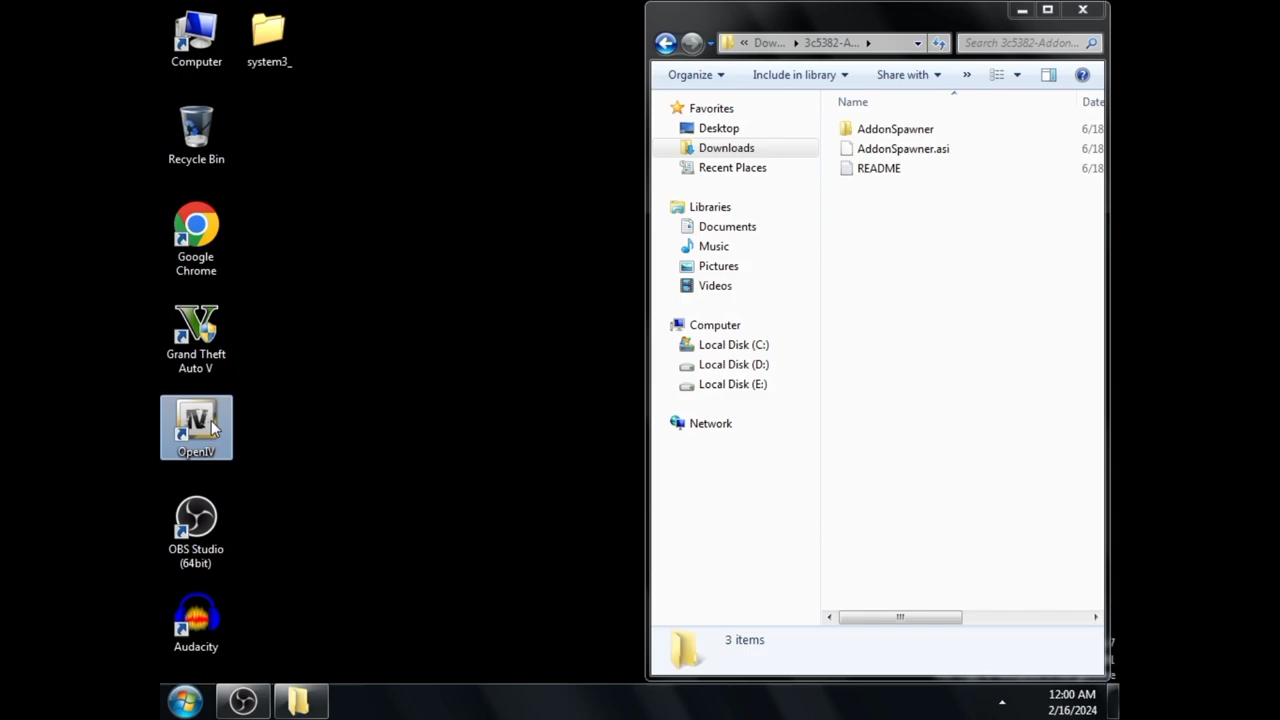 Computer
system3_
Recycle Bin
Google
Chrome
Grand Theft
Auto V
OpenIV
OBS Studio
(64bit)
Audacity
« Dow... 3c5382-A...
Search 3c5382-Addon...
Organize
Include in library
Share with
»
Favorites
Desktop
Downloads
Recent Places
Libraries
Documents
Music
Pictures
Videos
Computer
Local Disk (C:)
Local Disk (D:)
Local Disk (E:)
Network
Name
Date
AddonSpawner
6/18
AddonSpawner.asi
6/18
README
6/18
3 items
12:00 AM
2/16/2024